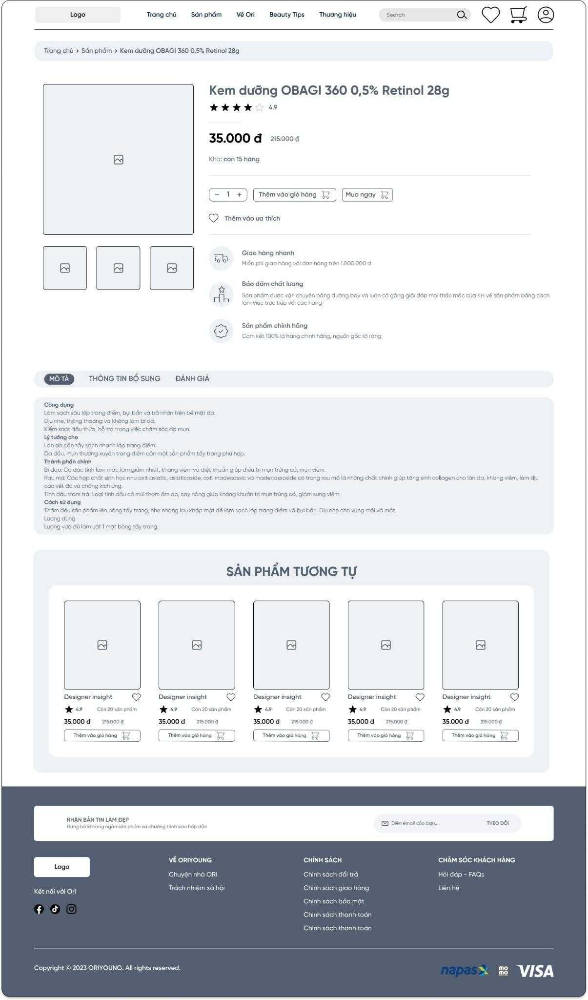 Logo
Trang chủ
Sản phẩm
Về Ori
Beauty Tips
Thương hiệu
Search
Trang chủ > Sản phẩm > Kem dưỡng OBAGI 360 0,5% Retinol 28g
Kem dưỡng OBAGI 360 0,5% Retinol 28g
4.9
35.000 đ 215.000 ₫
Kho: còn 15 hàng
− 1 +
Thêm vào giỏ hàng
Mua ngay
Thêm vào ưa thích
Giao hàng nhanh
Miễn phí giao hàng với đơn hàng trên 1.000.000 đ
Bảo đảm chất lương
Sản phẩm được vận chuyển bằng đường bay và luôn cố gắng giải đáp mọi thắc mắc của KH về sản phẩm bằng cách
làm việc trực tiếp với các hãng
Sản phẩm chính hãng
Cam kết 100% là hàng chính hãng, nguồn gốc rõ ràng
MÔ TẢ
THÔNG TIN BỔ SUNG
ĐÁNH GIÁ
Công dụng
Làm sạch sâu lớp trang điểm, bụi bẩn và bã nhờn trên bề mặt da.
Dịu nhẹ, thông thoáng và không làm bí da.
Kiểm soát dầu thừa, hỗ trợ trong việc chăm sóc da mụn.
Lý tưởng cho
Làn da cần tẩy sạch nhanh lớp trang điểm.
Da dầu, mụn thường xuyên trang điểm cần một sản phẩm tẩy trang phù hợp.
Thành phần chính
Bí đao: Có đặc tính làm mát, làm giảm nhiệt, kháng viêm và diệt khuẩn giúp điều trị mụn trứng cá, mụn viêm.
Rau má: Các hợp chất sinh học như axit asiatic, asiaticoside, axit madecassic và madecassoside có trong rau má là những chất chính giúp tăng sinh collagen cho làn da, kháng viêm, làm dịu
các vết đỏ và chống kích ứng.
Tinh dầu tràm trà: Loại tinh dầu có mùi thơm ấm áp, cay nồng giúp kháng khuẩn trị mụn trứng cá, giảm sưng viêm.
Cách sử dụng
Thấm đều sản phẩm lên bông tẩy trang, nhẹ nhàng lau khắp mặt để làm sạch lớp trang điểm và bụi bẩn. Dịu nhẹ cho vùng môi và mắt.
Lượng dùng
Lượng vừa đủ làm ướt 1 mặt bông tẩy trang.
SẢN PHẨM TƯƠNG TỰ
Designer insight
4.9 Còn 20 sản phẩm
35.000 đ 215.000 ₫
Thêm vào giỏ hàng
Designer insight
4.9 Còn 20 sản phẩm
35.000 đ 215.000 ₫
Thêm vào giỏ hàng
Designer insight
4.9 Còn 20 sản phẩm
35.000 đ 215.000 ₫
Thêm vào giỏ hàng
Designer insight
4.9 Còn 20 sản phẩm
35.000 đ 215.000 ₫
Thêm vào giỏ hàng
Designer insight
4.9 Còn 20 sản phẩm
35.000 đ 215.000 ₫
Thêm vào giỏ hàng
NHẬN BẢN TIN LÀM ĐẸP
Đừng bỏ lỡ hàng ngàn sản phẩm và chương trình siêu hấp dẫn
Điền email của bạn...
THEO DÕI
Logo
Kết nối với Ori
VỀ ORIYOUNG
Chuyện nhà ORI
Trách nhiệm xã hội
CHÍNH SÁCH
Chính sách đổi trả
Chính sách giao hàng
Chính sách bảo mật
Chính sách thanh toán
Chính sách thanh toán
CHĂM SÓC KHÁCH HÀNG
Hỏi đáp - FAQs
Liên hệ
Copyright © 2023 ORIYOUNG. All rights reserved.
napas
mo
mo
VISA